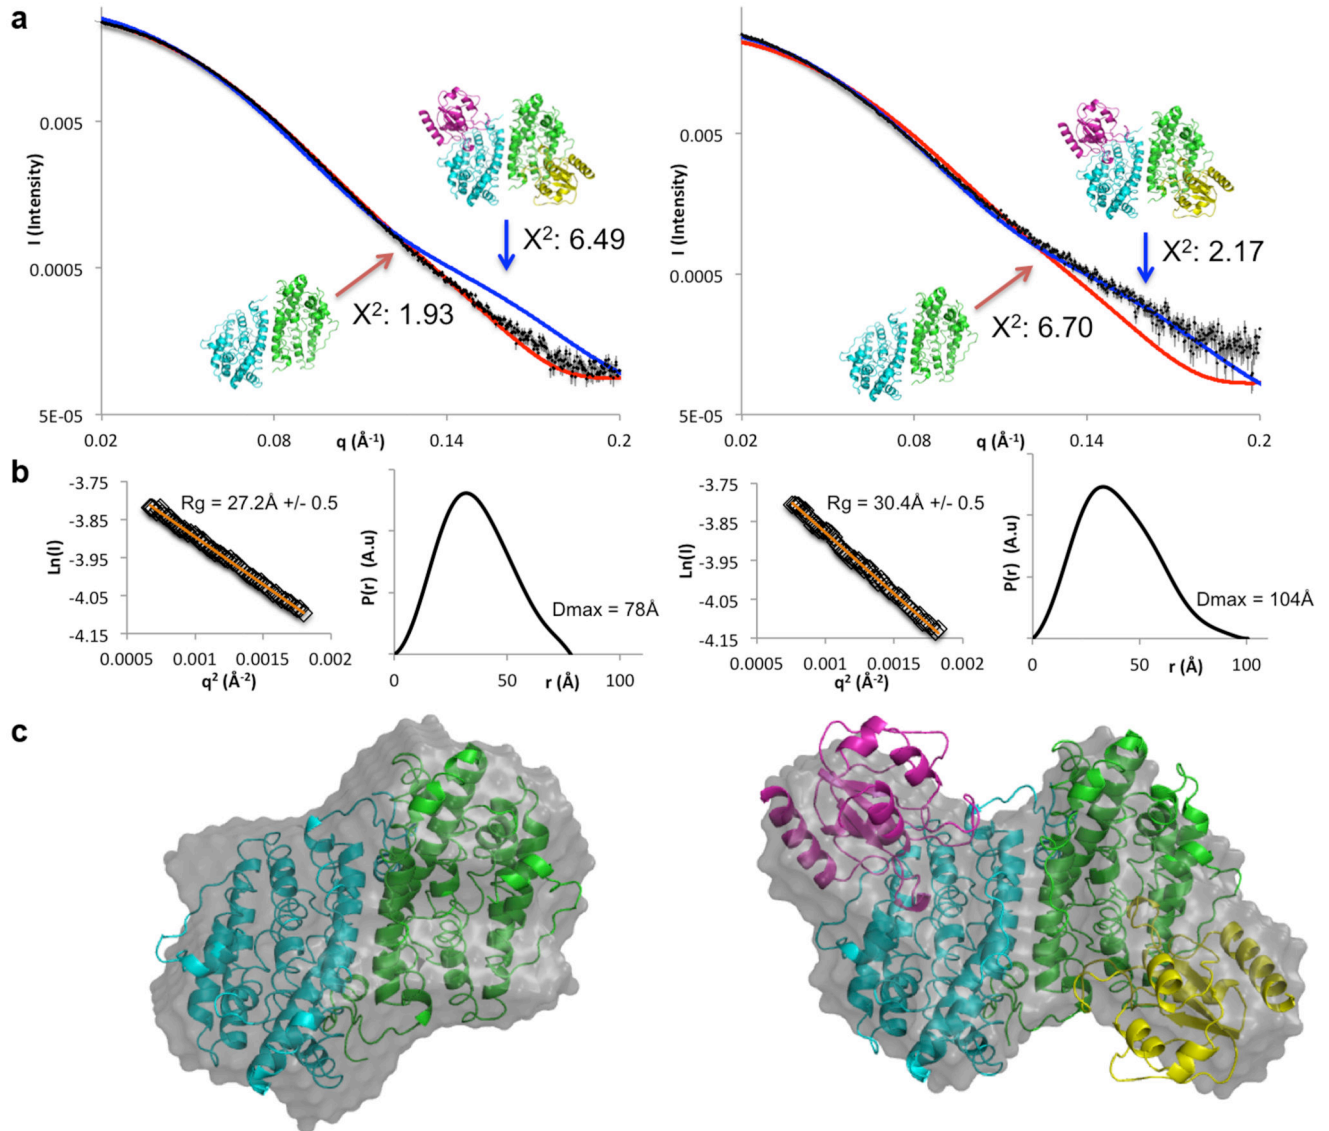 a
I (Intensity)
0.005
0.0005
5E-05
0.02
0.08
0.14
0.2
q (Å⁻¹)
X²: 6.49
X²: 1.93
I (Intensity)
0.005
0.0005
5E-05
0.02
0.08
0.14
0.2
q (Å⁻¹)
X²: 2.17
X²: 6.70
b
Ln(I)
-3.75
-3.85
-3.95
-4.05
-4.15
Rg = 27.2Å +/- 0.5
0.0005
0.001
0.0015
0.002
q² (Å⁻²)
P(r) (A.u)
Dmax = 78Å
0
50
100
r (Å)
Ln(I)
-3.75
-3.85
-3.95
-4.05
-4.15
Rg = 30.4Å +/- 0.5
0.0005
0.001
0.0015
0.002
q² (Å⁻²)
P(r) (A.u)
Dmax = 104Å
0
50
100
r (Å)
c